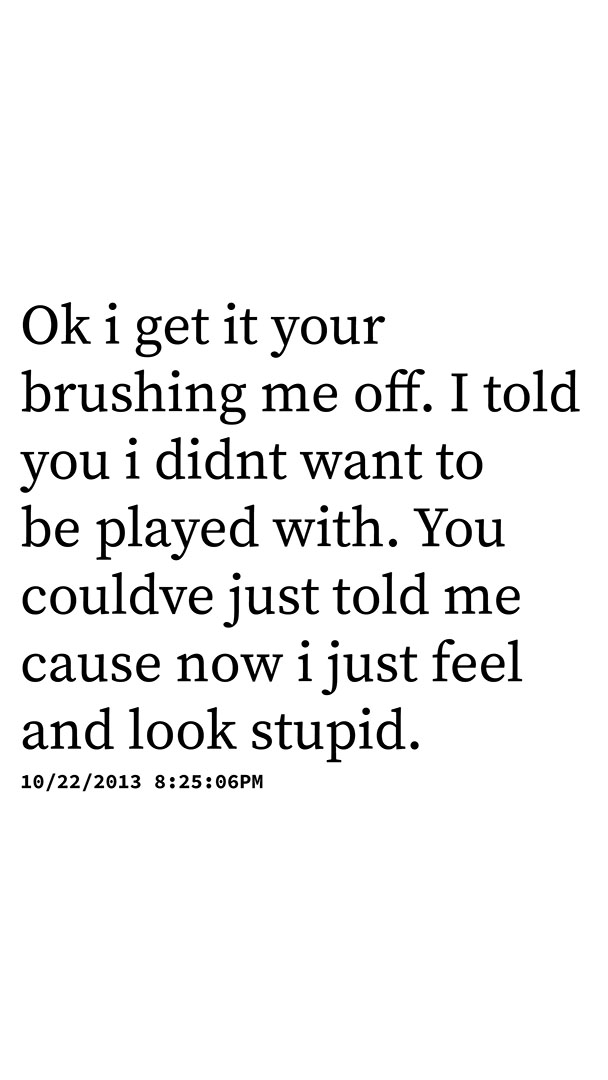 Ok i get it your
brushing me off. I told
you i didnt want to
be played with. You
couldve just told me
cause now i just feel
and look stupid.
10/22/2013 8:25:06PM